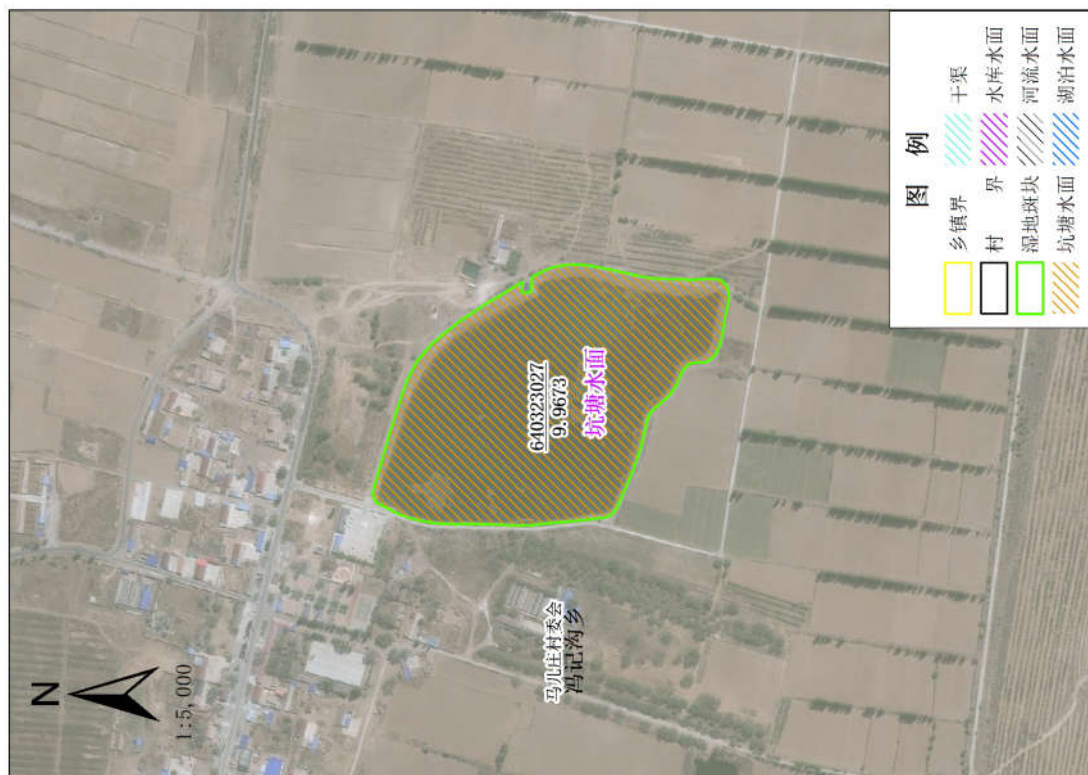 N
1:5,000
640323027
9.9673
坑塘水面
马儿庄村委会
冯记沟乡
图 例
乡镇界
干渠
村 界
水库水面
湿地斑块
河流水面
坑塘水面
湖泊水面